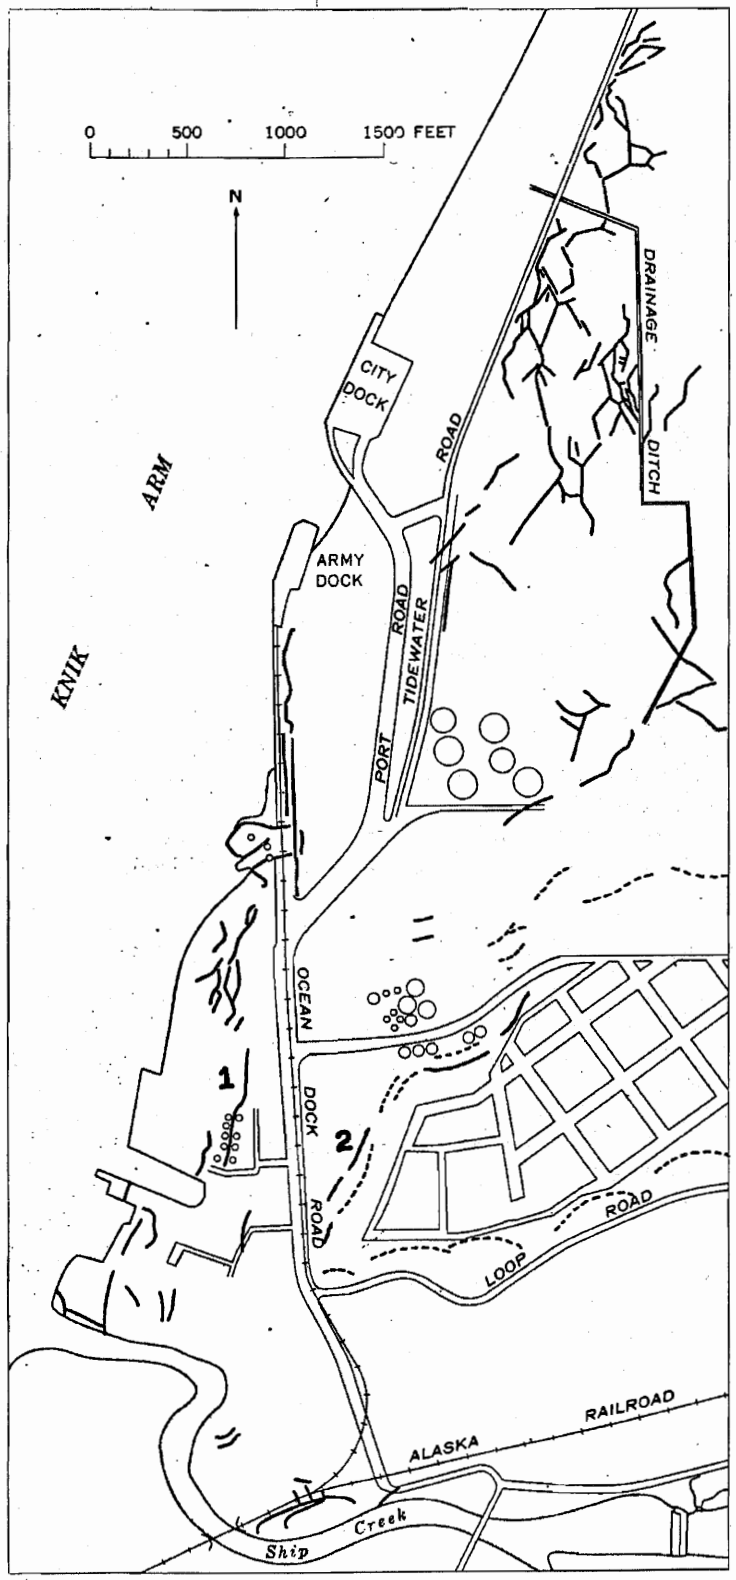 0 500 1000 1500 FEET
N
DRAINAGE
DITCH
CITY
DOCK
ROAD
ARM
KNIK
ARMY
DOCK
ROAD
TIDEWATER
PORT
OCEAN
DOCK
ROAD
1
2
ROAD
LOOP
RAILROAD
ALASKA
Creek
Ship